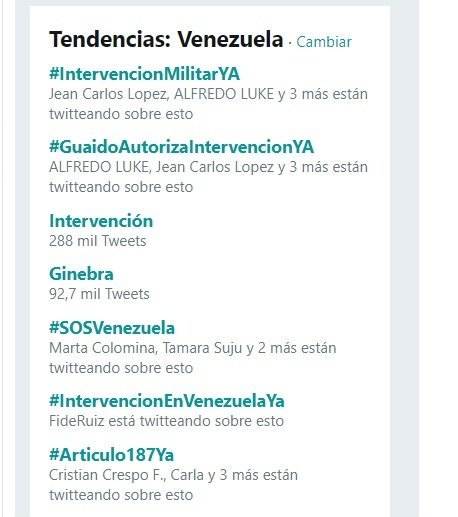 Tendencias: Venezuela · Cambiar
#IntervencionMilitarYA
Jean Carlos Lopez, ALFREDO LUKE y 3 más están
twitteando sobre esto
#GuaidoAutorizaIntervencionYA
ALFREDO LUKE, Jean Carlos Lopez y 3 más están
twitteando sobre esto
Intervención
288 mil Tweets
Ginebra
92,7 mil Tweets
#SOSVenezuela
Marta Colomina, Tamara Suju y 2 más están
twitteando sobre esto
#IntervencionEnVenezuelaYa
FideRuiz está twitteando sobre esto
#Articulo187Ya
Cristian Crespo F., Carla y 3 más están
twitteando sobre esto